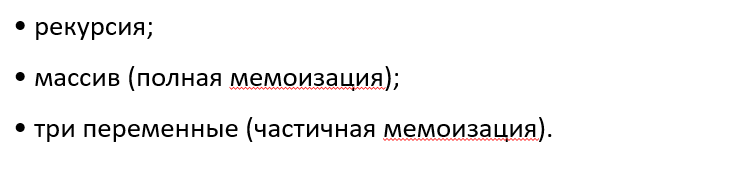 • рекурсия;
• массив (полная мемоизация);
• три переменные (частичная мемоизация).